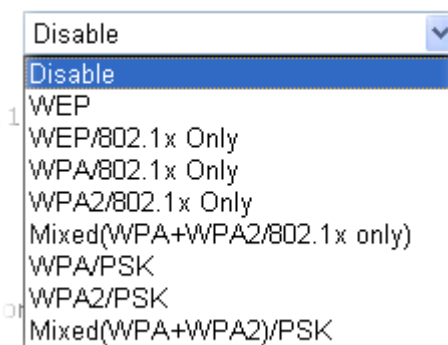 Disable
Disable
WEP
WEP/802.1x Only
WPA/802.1x Only
WPA2/802.1x Only
Mixed(WPA+WPA2/802.1x only)
WPA/PSK
WPA2/PSK
Mixed(WPA+WPA2)/PSK